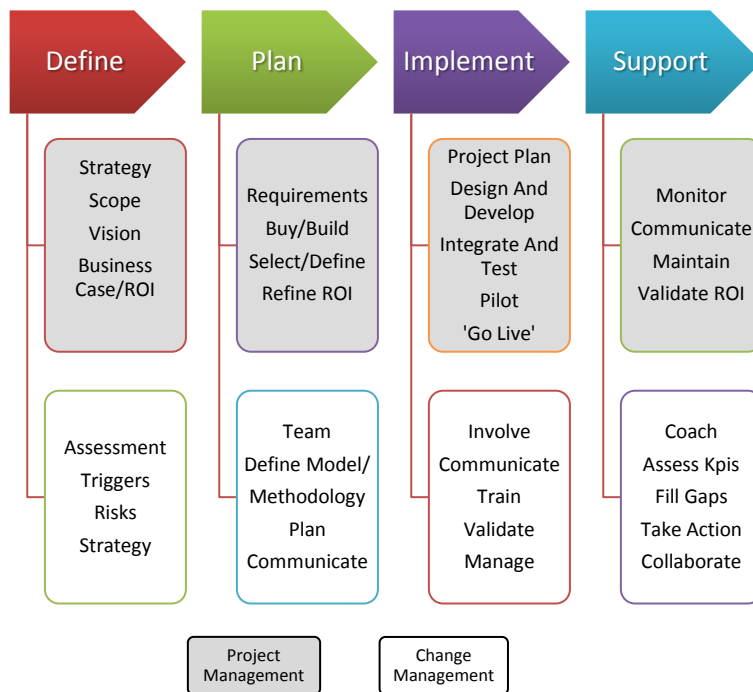 Define
Plan
Implement
Support
Strategy
Scope
Vision
Business
Case/ROI
Requirements
Buy/Build
Select/Define
Refine ROI
Project Plan
Design And
Develop
Integrate And
Test
Pilot
'Go Live'
Monitor
Communicate
Maintain
Validate ROI
Assessment
Triggers
Risks
Strategy
Team
Define Model/
Methodology
Plan
Communicate
Involve
Communicate
Train
Validate
Manage
Coach
Assess Kpis
Fill Gaps
Take Action
Collaborate
Project
Management
Change
Management